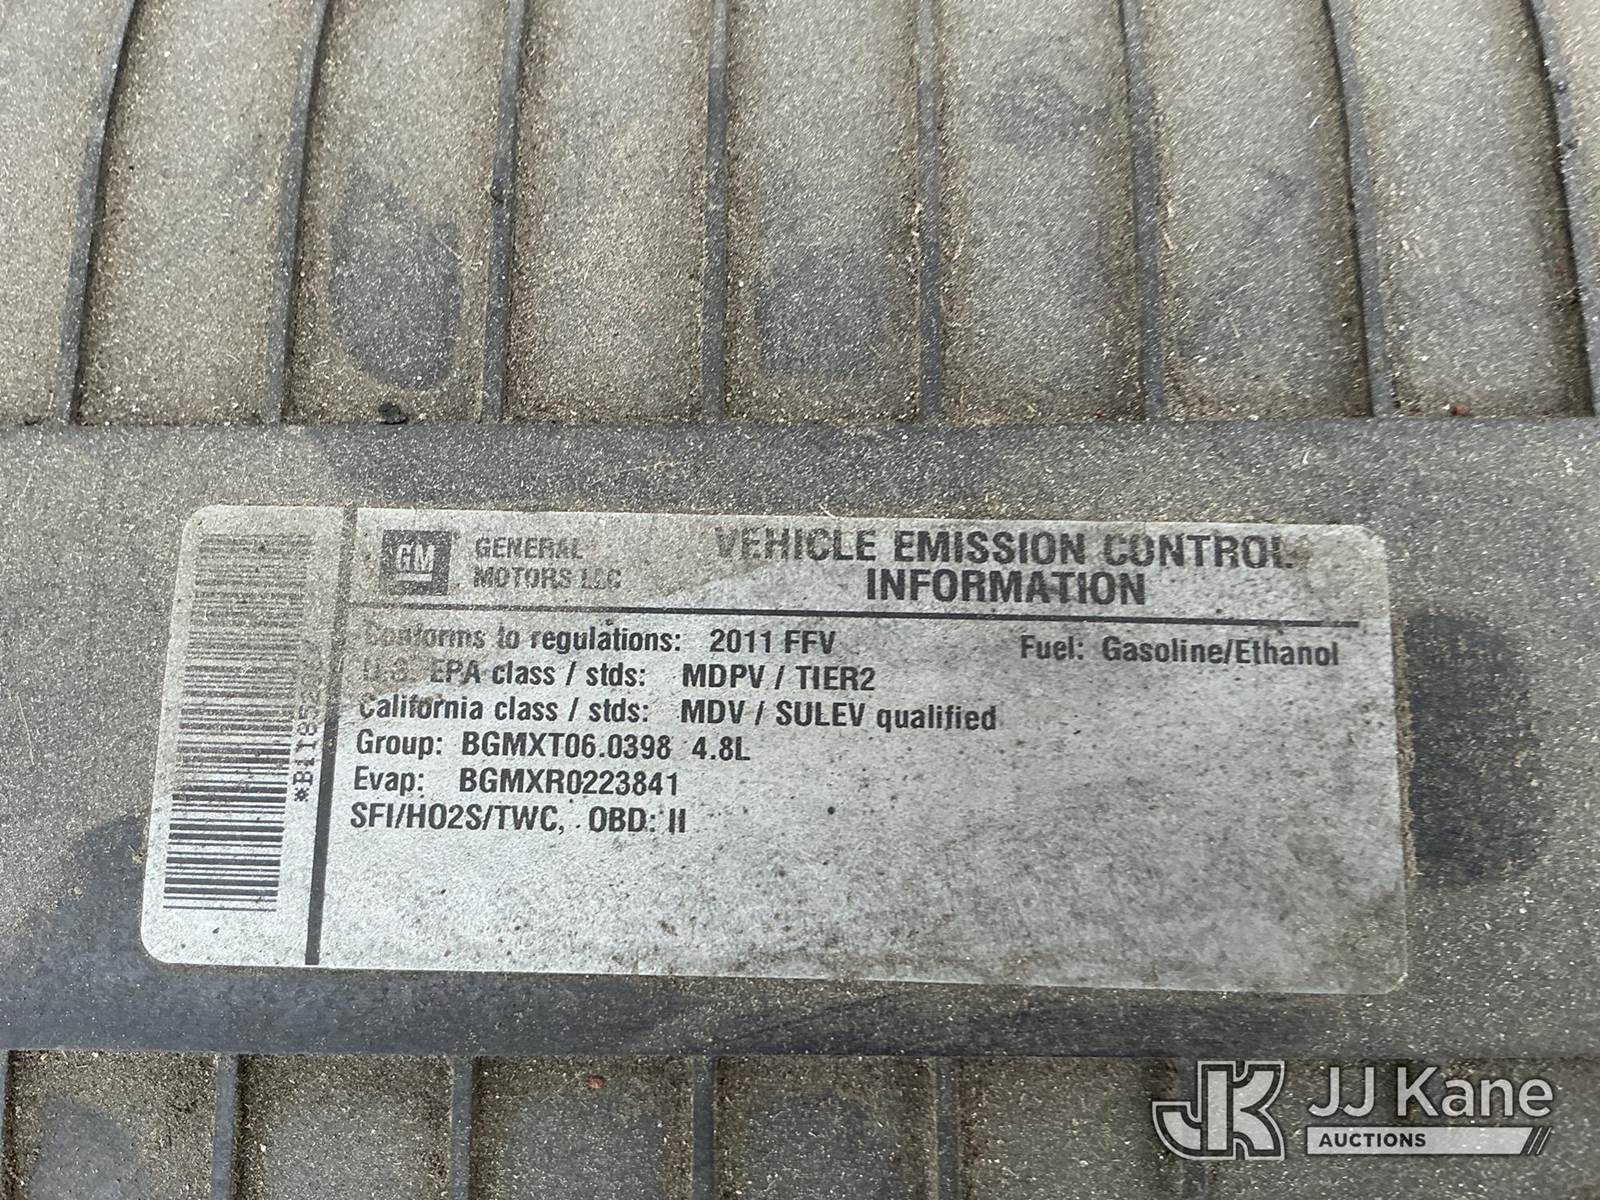 GM GENERAL MOTORS LLC
VEHICLE EMISSION CONTROL
INFORMATION
Conforms to regulations: 2011 FFV Fuel: Gasoline/Ethanol
U.S. EPA class / stds: MDPV / TIER2
California class / stds: MDV / SULEV qualified
Group: BGMXT06.0398 4.8L
Evap: BGMXR0223841
SFI/HO2S/TWC, OBD: II
JK JJ Kane
AUCTIONS